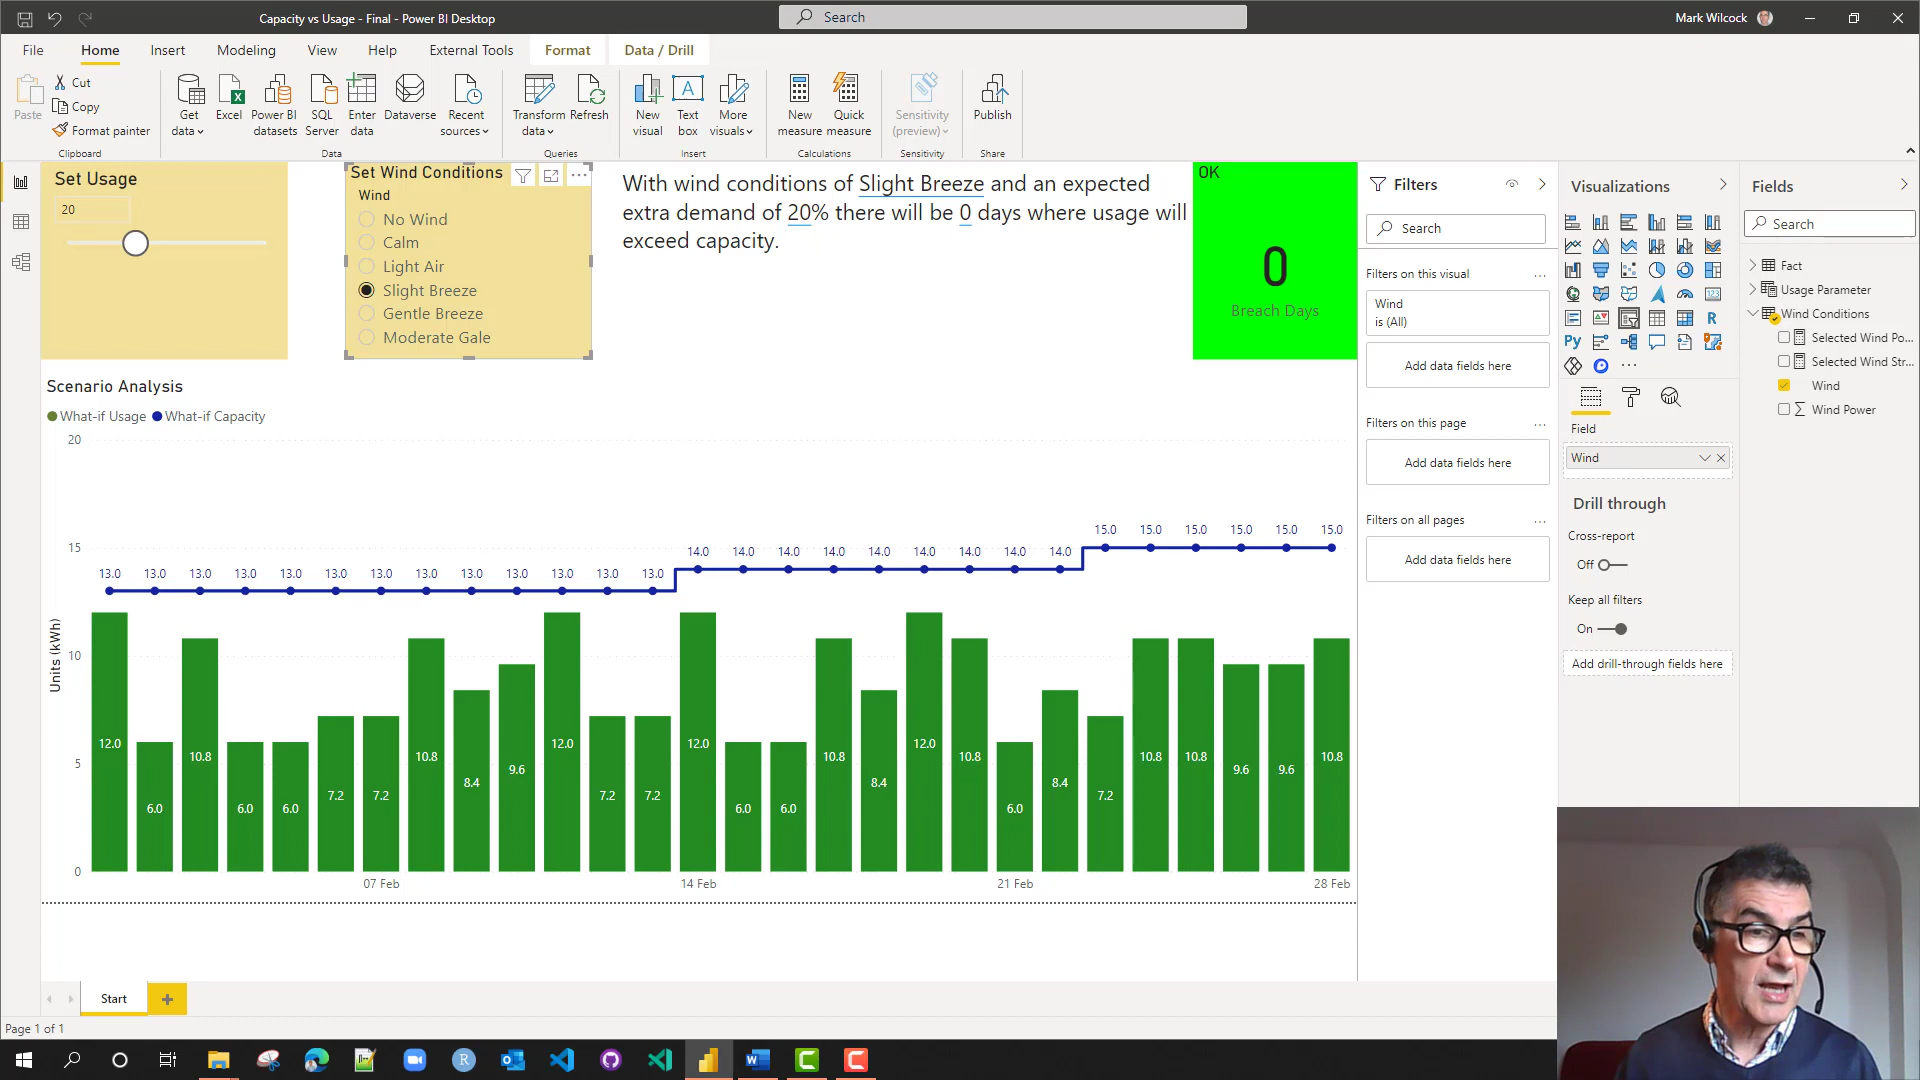 Capacity vs Usage - Final - Power BI Desktop
Search
Mark Wilcock
File
Home
Insert
Modeling
View
Help
External Tools
Format
Data / Drill
Paste
Cut
Copy
Format painter
Get data
Excel
Power BI datasets
SQL Server
Enter data
Dataverse
Recent sources
Transform data
Refresh
New visual
Text box
More visuals
New measure
Quick measure
Sensitivity (preview)
Publish
Clipboard
Data
Queries
Insert
Calculations
Sensitivity
Share
Set Usage
20
Set Wind Conditions
Wind
No Wind
Calm
Light Air
Slight Breeze
Gentle Breeze
Moderate Gale
With wind conditions of Slight Breeze and an expected
extra demand of 20% there will be 0 days where usage will
exceed capacity.
OK
0
Breach Days
Scenario Analysis
What-if Usage
What-if Capacity
Units (kWh)
20
15
10
5
0
13.0 13.0 13.0 13.0 13.0 13.0 13.0 13.0 13.0 13.0 13.0 13.0 13.0 14.0 14.0 14.0 14.0 14.0 14.0 14.0 14.0 14.0 15.0 15.0 15.0 15.0 15.0 15.0
12.0 6.0 10.8 6.0 6.0 7.2 7.2 10.8 8.4 9.6 12.0 7.2 7.2 12.0 6.0 6.0 10.8 8.4 12.0 10.8 6.0 8.4 7.2 10.8 10.8 9.6 9.6 10.8
07 Feb
14 Feb
21 Feb
28 Feb
Start
Page 1 of 1
Filters
Search
Filters on this visual
...
Wind
is (All)
Add data fields here
Filters on this page
...
Add data fields here
Filters on all pages
...
Add data fields here
Visualizations
R
Py
...
Field
Wind
Drill through
Cross-report
Off
Keep all filters
On
Add drill-through fields here
Fields
Search
Fact
Usage Parameter
Wind Conditions
Selected Wind Po...
Selected Wind Str...
Wind
Wind Power